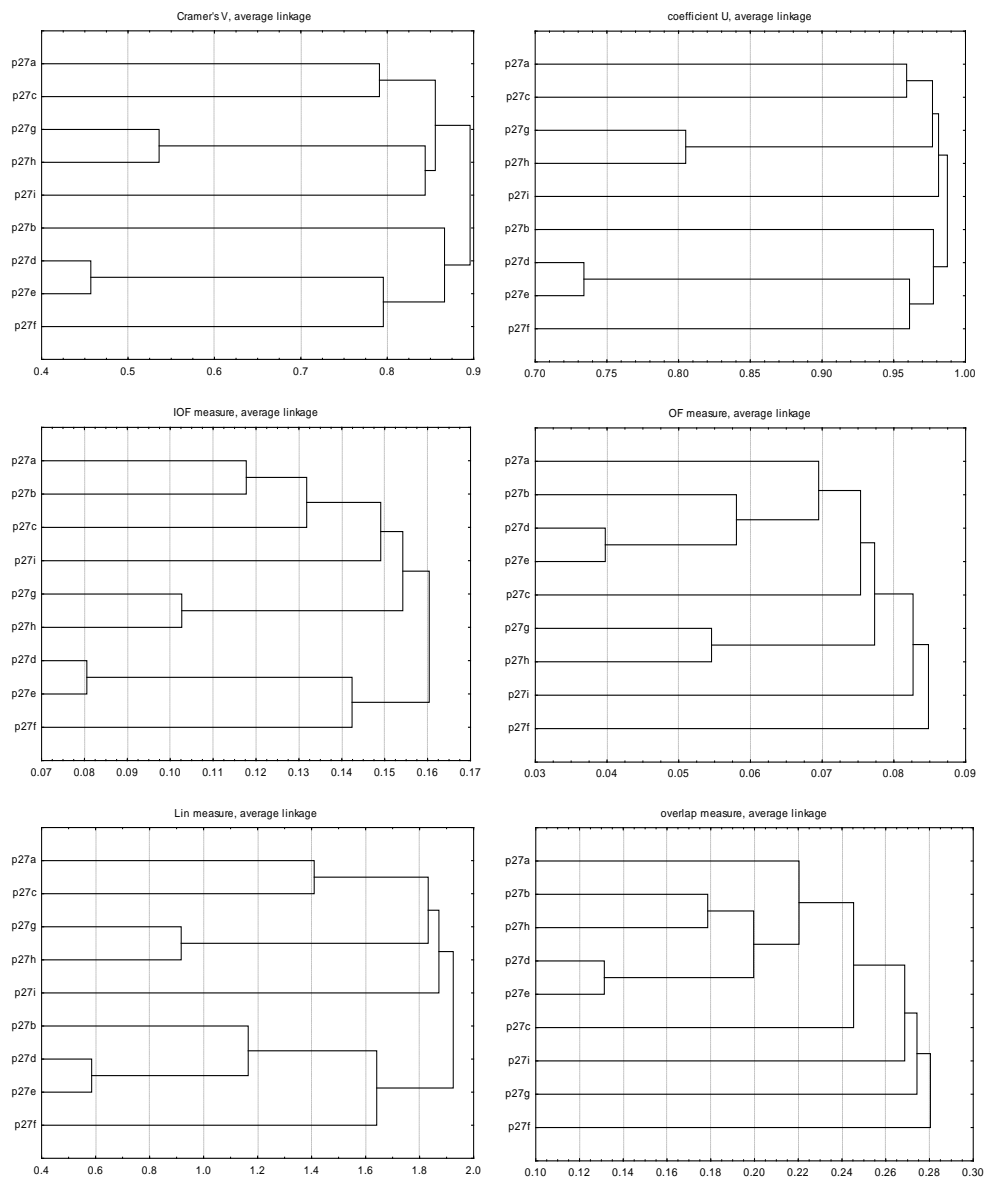 Cramer's V, average linkage
p27a
p27c
p27g
p27h
p27i
p27b
p27d
p27e
p27f
0.4 0.5 0.6 0.7 0.8 0.9
coefficient U, average linkage
p27a
p27c
p27g
p27h
p27i
p27b
p27d
p27e
p27f
0.70 0.75 0.80 0.85 0.90 0.95 1.00
IOF measure, average linkage
p27a
p27b
p27c
p27i
p27g
p27h
p27d
p27e
p27f
0.07 0.08 0.09 0.10 0.11 0.12 0.13 0.14 0.15 0.16 0.17
OF measure, average linkage
p27a
p27b
p27d
p27e
p27c
p27g
p27h
p27i
p27f
0.03 0.04 0.05 0.06 0.07 0.08 0.09
Lin measure, average linkage
p27a
p27c
p27g
p27h
p27i
p27b
p27d
p27e
p27f
0.4 0.6 0.8 1.0 1.2 1.4 1.6 1.8 2.0
overlap measure, average linkage
p27a
p27b
p27h
p27d
p27e
p27c
p27i
p27g
p27f
0.10 0.12 0.14 0.16 0.18 0.20 0.22 0.24 0.26 0.28 0.30